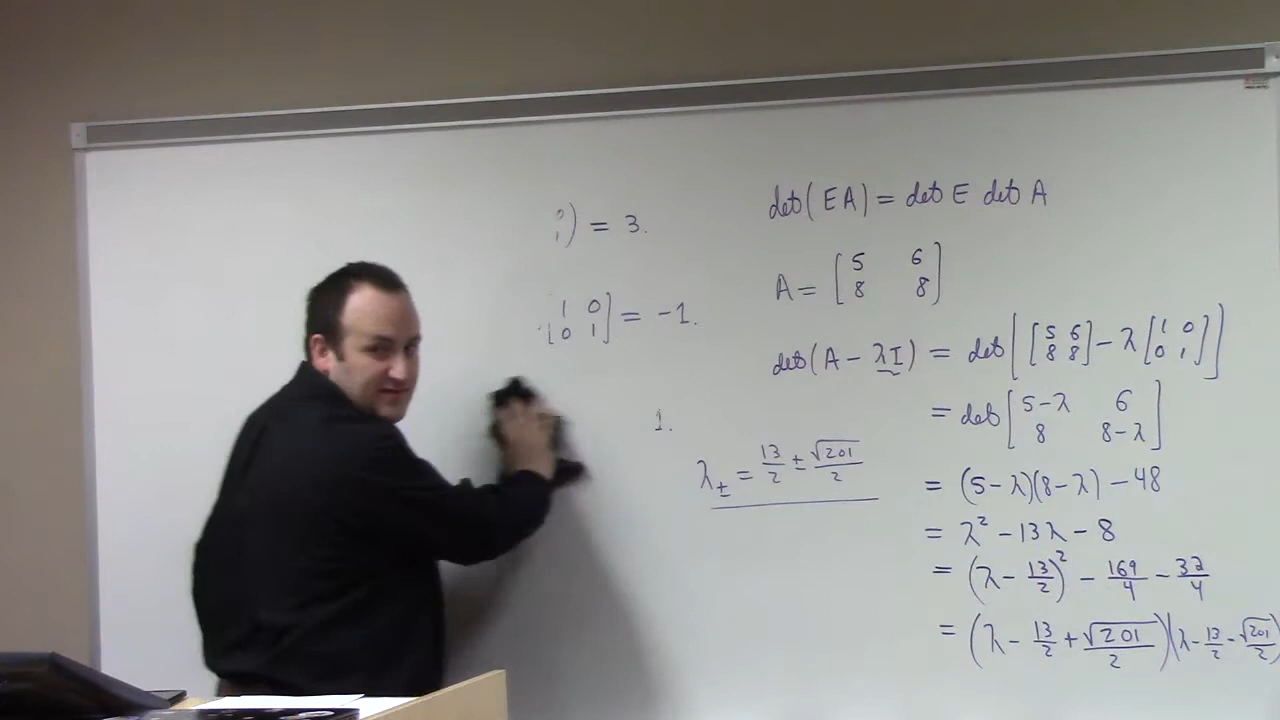 ) = 3.
1 0
0 1 ] = -1.
1.
λ± = 13/2 ± √201/2
det(EA) = det E det A
A = [5 6
8 8]
det(A - λI) = det[[5 6
8 8] - λ[1 0
0 1]]
= det[5-λ 6
8 8-λ]
= (5-λ)(8-λ) - 48
= λ² - 13λ - 8
= (λ - 13/2)² - 169/4 - 32/4
= (λ - 13/2 + √201/2)(λ - 13/2 - √201/2